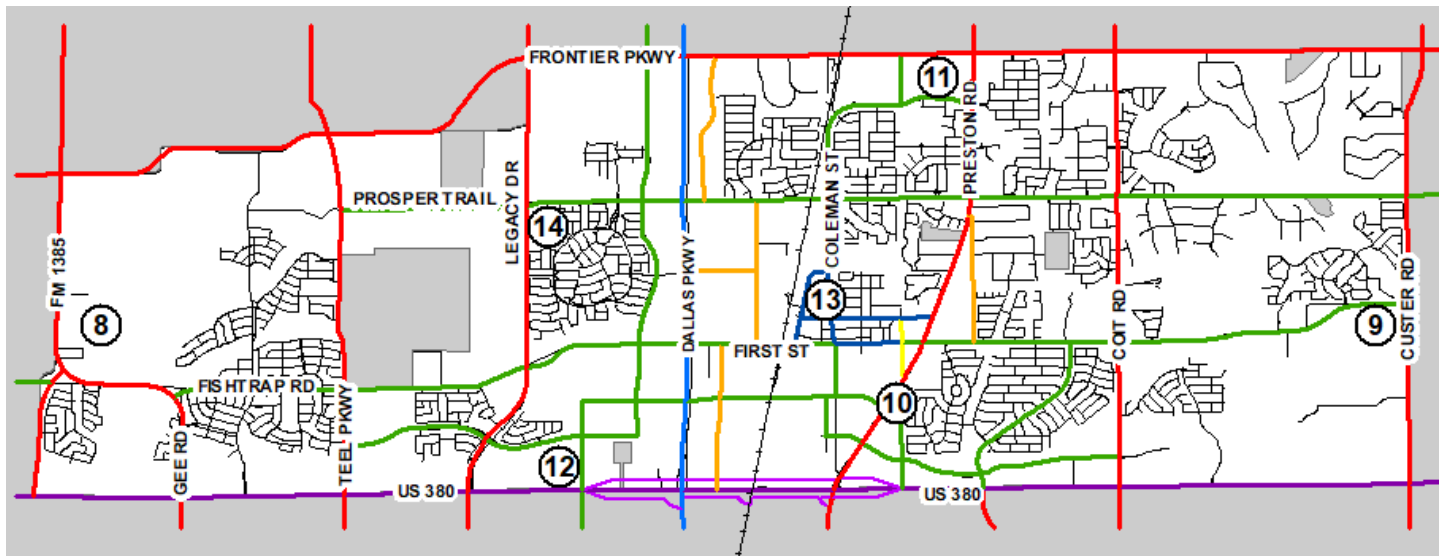 FRONTIER PKWY
11
PRESTON RD
COLEMAN ST
LEGACY DR
PROSPER TRAIL
14
DALLAS PKWY
FM 1385
8
13
COIT RD
CUSTER RD
9
FIRST ST
FISHTRAP RD
10
TEEL PKWY
GEE RD
12
US 380
US 380